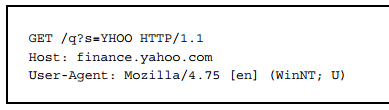 GET /q?s=YHOO HTTP/1.1
Host: finance.yahoo.com
User-Agent: Mozilla/4.75 [en] (WinNT; U)